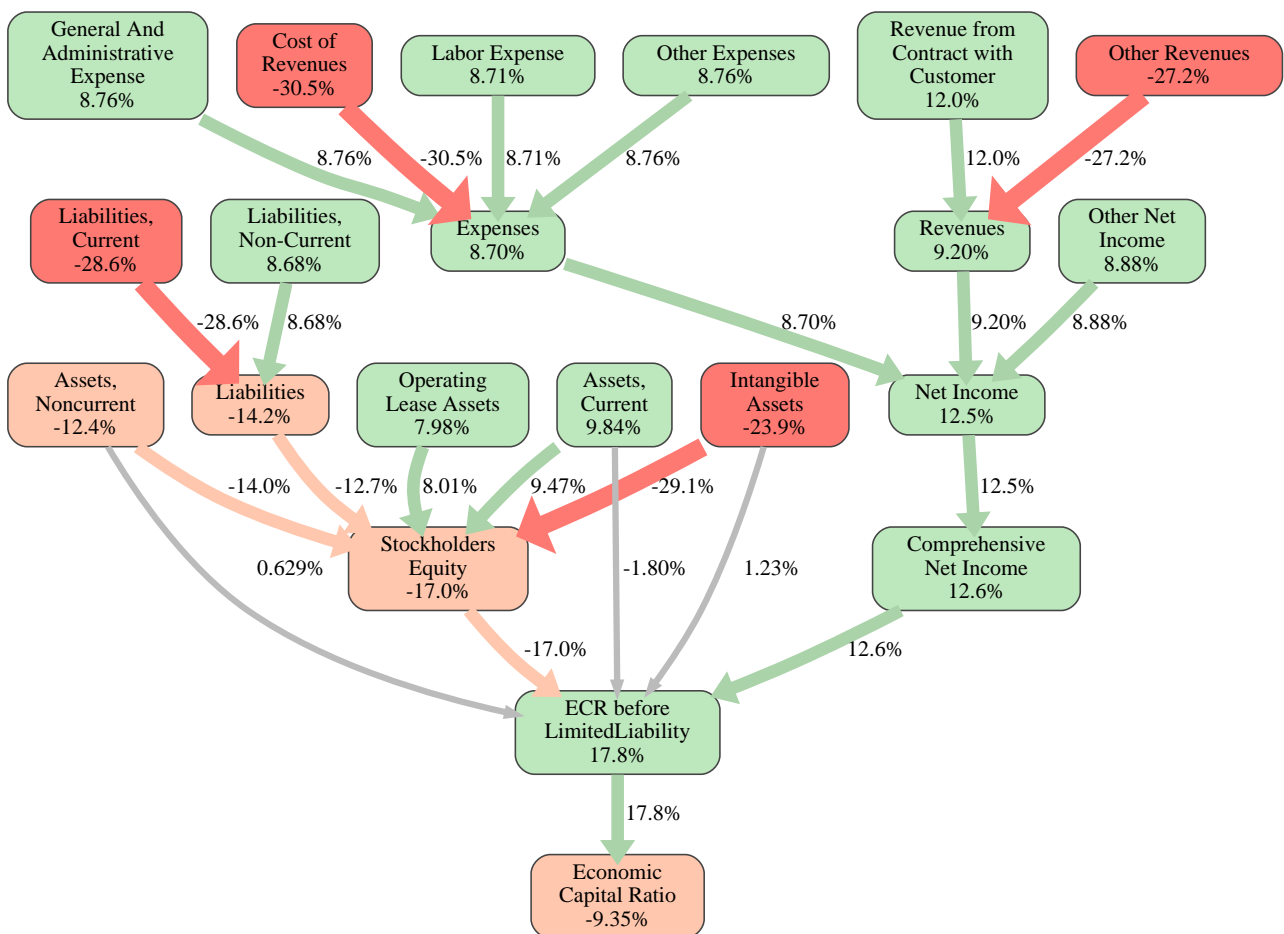 General And
Administrative
Expense
8.76%
Cost of
Revenues
-30.5%
Labor Expense
8.71%
Other Expenses
8.76%
Revenue from
Contract with
Customer
12.0%
Other Revenues
-27.2%
8.76%
-30.5%
8.71%
8.76%
12.0%
-27.2%
Liabilities,
Current
-28.6%
Liabilities,
Non-Current
8.68%
Expenses
8.70%
Revenues
9.20%
Other Net
Income
8.88%
-28.6%
8.68%
8.70%
9.20%
8.88%
Assets,
Noncurrent
-12.4%
Liabilities
-14.2%
Operating
Lease Assets
7.98%
Assets,
Current
9.84%
Intangible
Assets
-23.9%
Net Income
12.5%
-14.0%
-12.7%
8.01%
9.47%
-29.1%
12.5%
Stockholders
Equity
-17.0%
Comprehensive
Net Income
12.6%
0.629%
-1.80%
1.23%
-17.0%
12.6%
ECR before
LimitedLiability
17.8%
17.8%
Economic
Capital Ratio
-9.35%